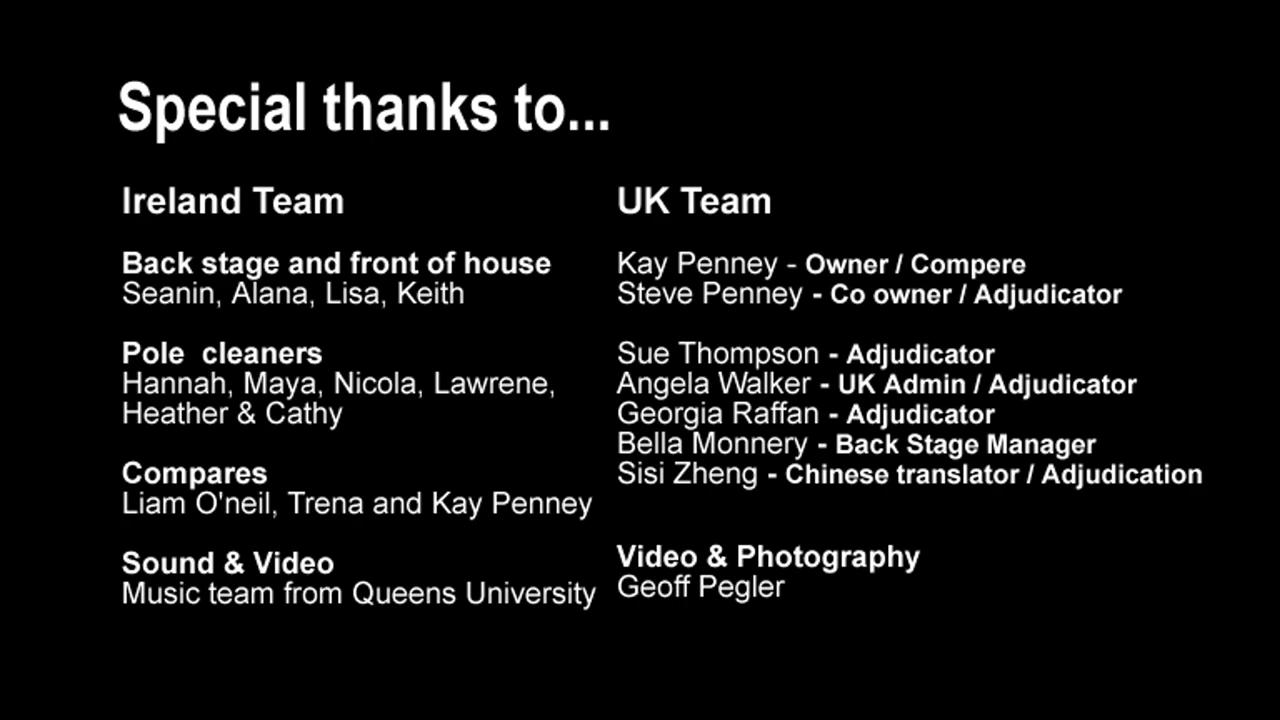 Special thanks to...
Ireland Team
Back stage and front of house
Seanin, Alana, Lisa, Keith
Pole  cleaners
Hannah, Maya, Nicola, Lawrene,
Heather & Cathy
Compares
Liam O'neil, Trena and Kay Penney
Sound & Video
Music team from Queens University
UK Team
Kay Penney - Owner / Compere
Steve Penney - Co owner / Adjudicator
Sue Thompson - Adjudicator
Angela Walker - UK Admin / Adjudicator
Georgia Raffan - Adjudicator
Bella Monnery - Back Stage Manager
Sisi Zheng - Chinese translator / Adjudication
Video & Photography
Geoff Pegler